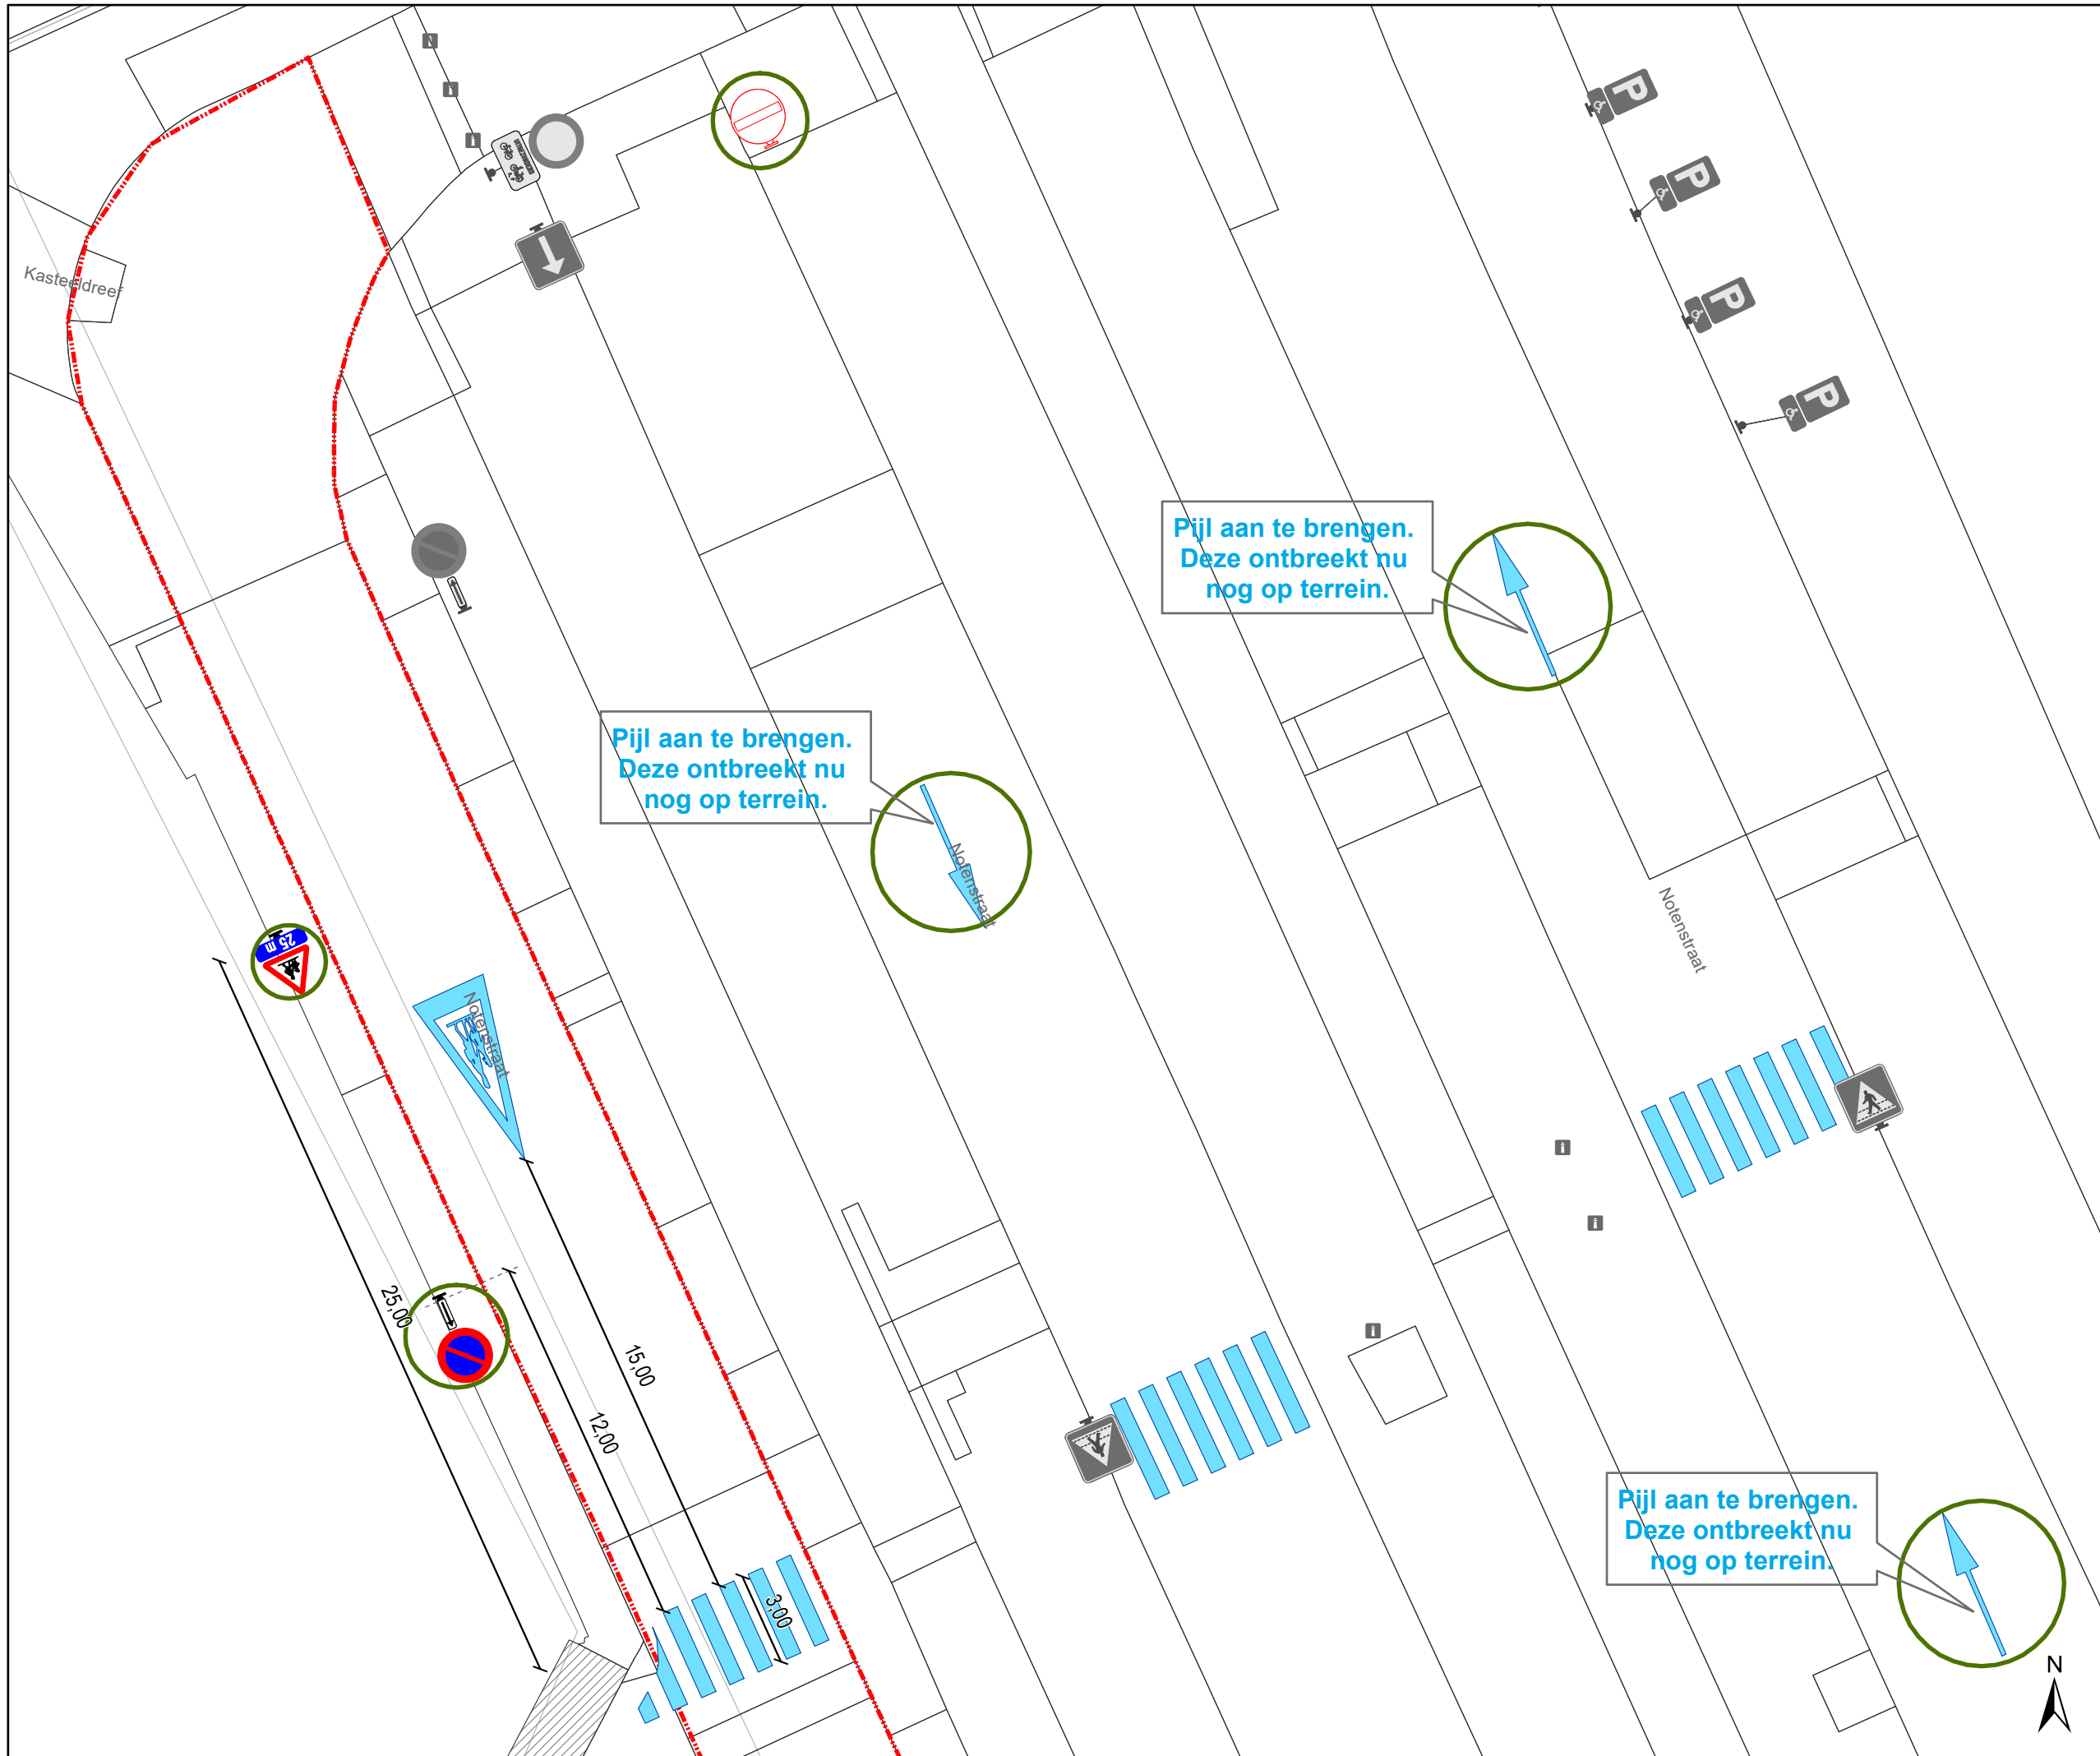 P
P
Kasteeldreef
P
P
Pijl aan te brengen.
Deze ontbreekt nu
nog op terrein.
Pijl aan te brengen.
Deze ontbreekt nu
nog op terrein.
Notenstraat
Notenstraat
25 m
Notenstraat
25,00
15,00
12,00
3,00
Pijl aan te brengen.
Deze ontbreekt nu
nog op terrein.
N